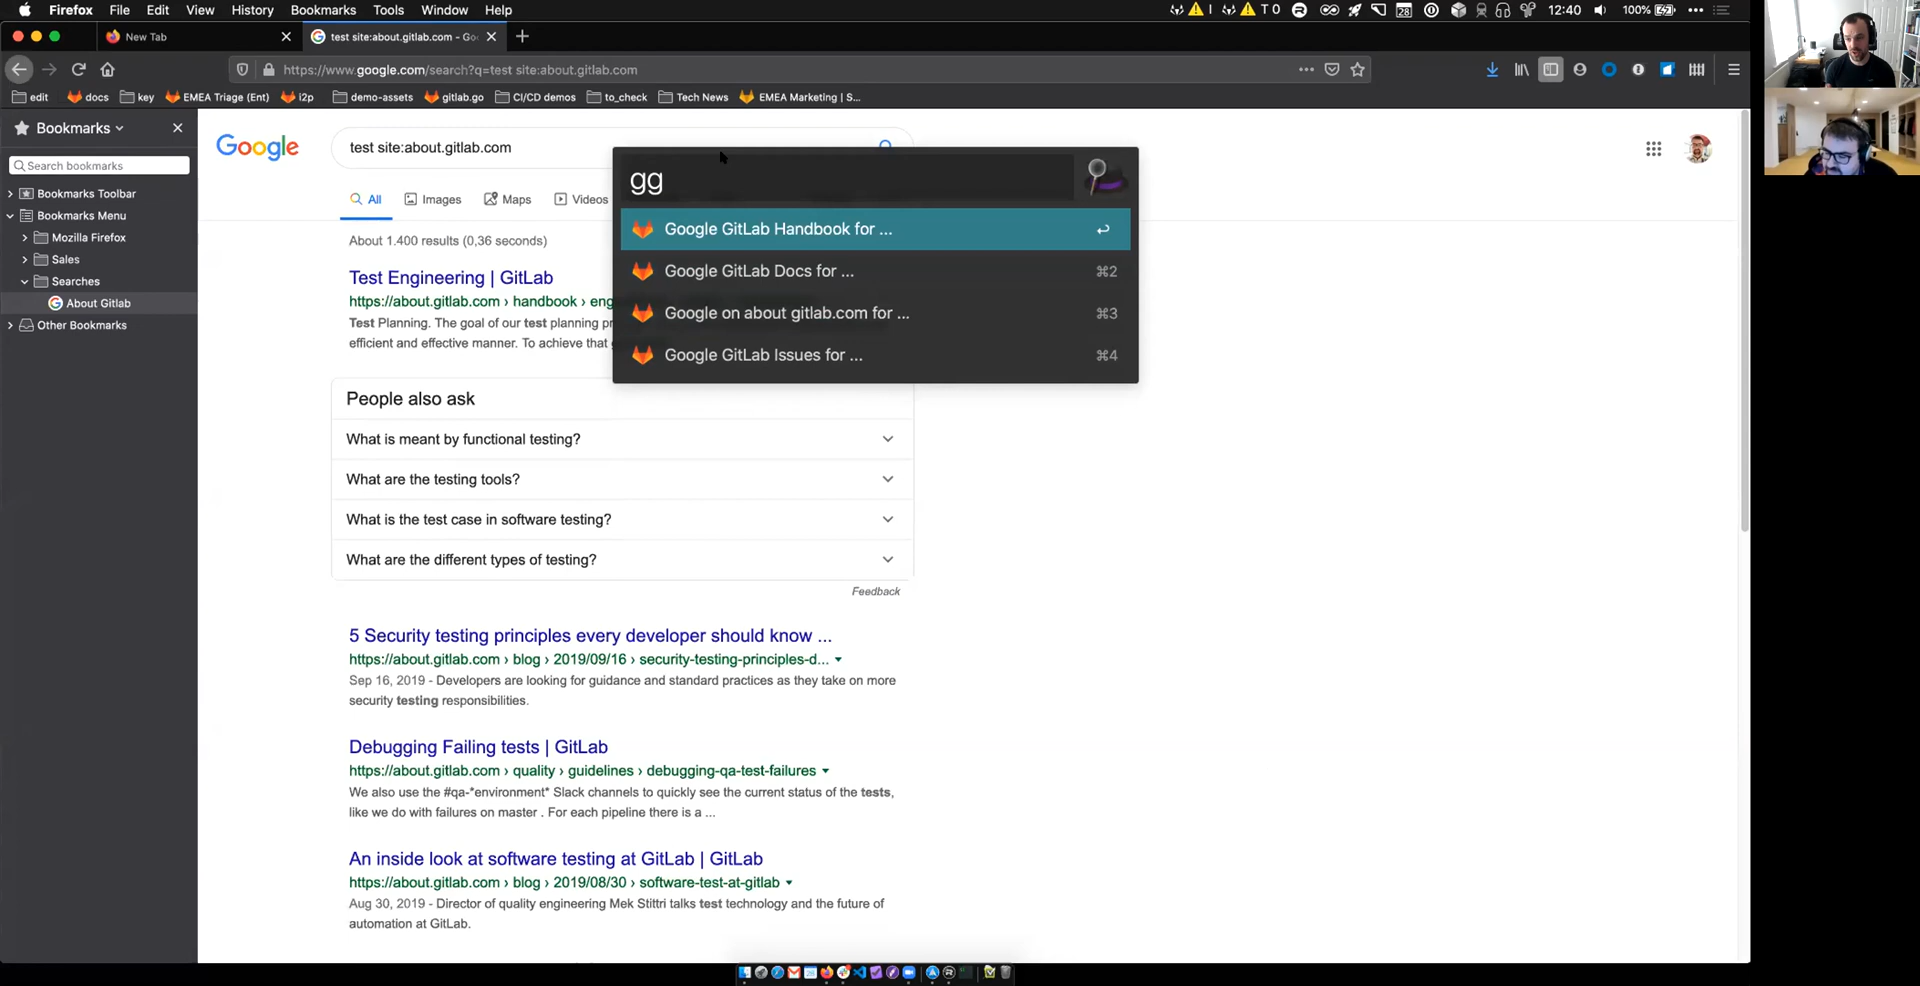 Firefox File Edit View History Bookmarks Tools Window Help
T 0 28 12:40 100%
New Tab
test site:about.gitlab.com - Go
https://www.google.com/search?q=test site:about.gitlab.com
edit docs key EMEA Triage (Ent) i2p demo-assets gitlab.go CI/CD demos to_check Tech News EMEA Marketing | S...
Bookmarks
Search bookmarks
Bookmarks Toolbar
Bookmarks Menu
Mozilla Firefox
Sales
Searches
About Gitlab
Other Bookmarks
Google
test site:about.gitlab.com
All Images Maps Videos
About 1.400 results (0,36 seconds)
gg
Google GitLab Handbook for ...
Google GitLab Docs for ... ⌘2
Google on about gitlab.com for ... ⌘3
Google GitLab Issues for ... ⌘4
Test Engineering | GitLab
https://about.gitlab.com › handbook › eng
Test Planning. The goal of our test planning pr
efficient and effective manner. To achieve that
People also ask
What is meant by functional testing?
What are the testing tools?
What is the test case in software testing?
What are the different types of testing?
Feedback
5 Security testing principles every developer should know ...
https://about.gitlab.com › blog › 2019/09/16 › security-testing-principles-d...
Sep 16, 2019 - Developers are looking for guidance and standard practices as they take on more
security testing responsibilities.
Debugging Failing tests | GitLab
https://about.gitlab.com › quality › guidelines › debugging-qa-test-failures
We also use the #qa-*environment* Slack channels to quickly see the current status of the tests,
like we do with failures on master . For each pipeline there is a ...
An inside look at software testing at GitLab | GitLab
https://about.gitlab.com › blog › 2019/08/30 › software-test-at-gitlab
Aug 30, 2019 - Director of quality engineering Mek Stittri talks test technology and the future of
automation at GitLab.